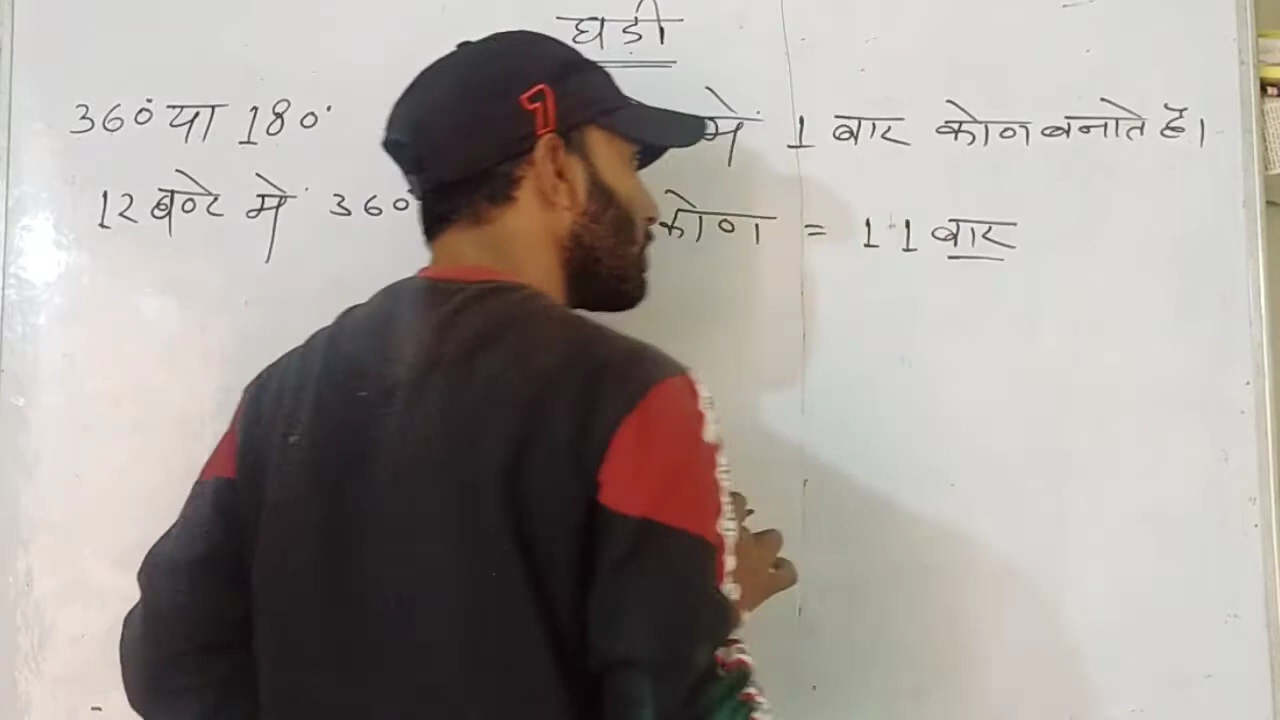 घड़ी
360° या 180° में 1 बार कोण बनाते हैं।
12 घण्टे में 360° कोण = 11 बार